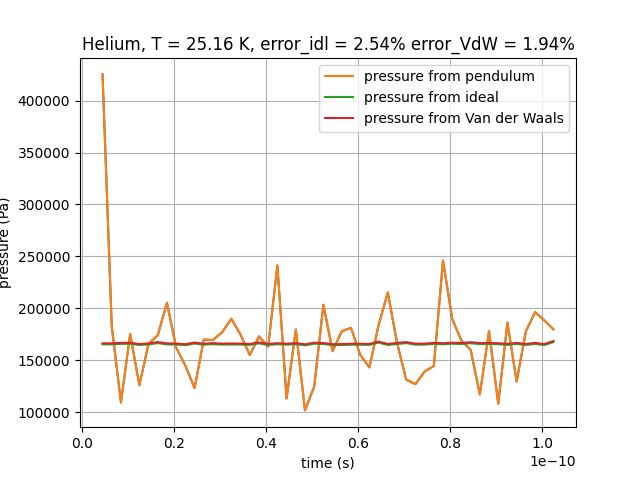 Helium, T = 25.16 K, error_idl = 2.54% error_VdW = 1.94%
pressure from pendulum
pressure from ideal
pressure from Van der Waals
400000
350000
300000
250000
200000
150000
100000
pressure (Pa)
0.0 0.2 0.4 0.6 0.8 1.0
1e−10
time (s)